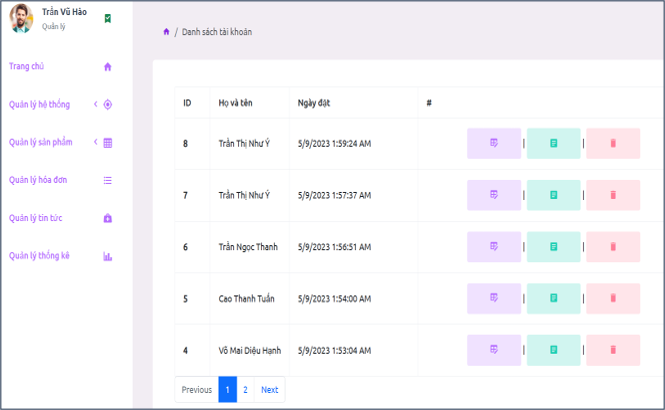 Trần Vũ Hào
Quản lý
/ Danh sách tài khoản
Trang chủ
Quản lý hệ thống
Quản lý sản phẩm
Quản lý hóa đơn
Quản lý tin tức
Quản lý thống kê
ID Họ và tên Ngày đặt #
8 Trần Thị Như Ý 5/9/2023 1:59:24 AM | |
7 Trần Thị Như Ý 5/9/2023 1:57:37 AM | |
6 Trần Ngọc Thanh 5/9/2023 1:56:51 AM | |
5 Cao Thanh Tuấn 5/9/2023 1:54:00 AM | |
4 Võ Mai Diệu Hạnh 5/9/2023 1:53:04 AM | |
Previous 1 2 Next